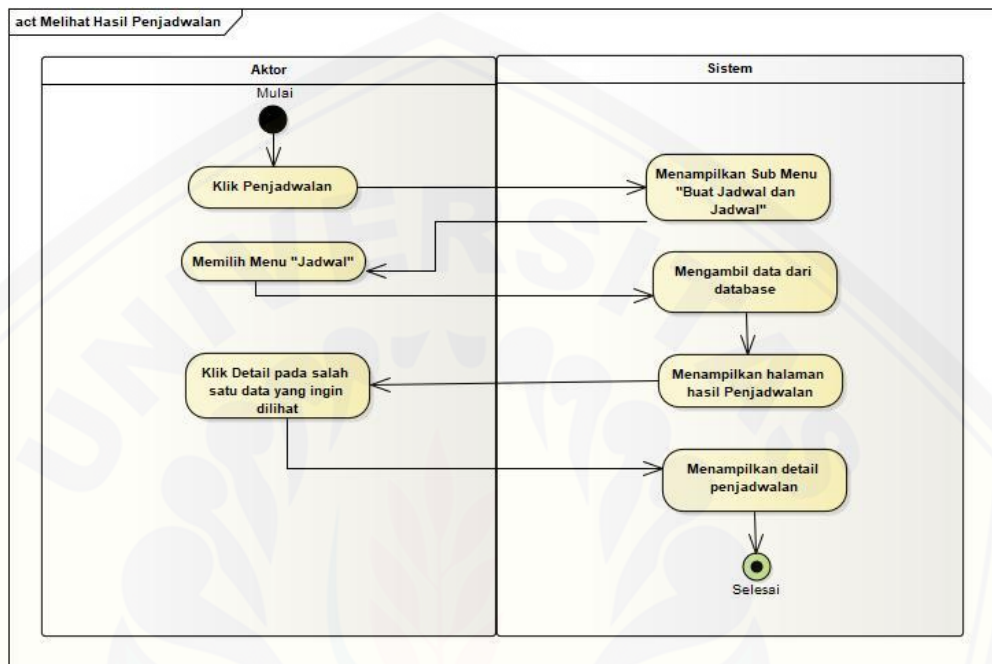 act Melihat Hasil Penjadwalan
Aktor
Sistem
Mulai
Klik Penjadwalan
Menampilkan Sub Menu
"Buat Jadwal dan
Jadwal"
Memilih Menu "Jadwal"
Mengambil data dari
database
Menampilkan halaman
hasil Penjadwalan
Klik Detail pada salah
satu data yang ingin
dilihat
Menampilkan detail
penjadwalan
Selesai
UNIVERSITAS